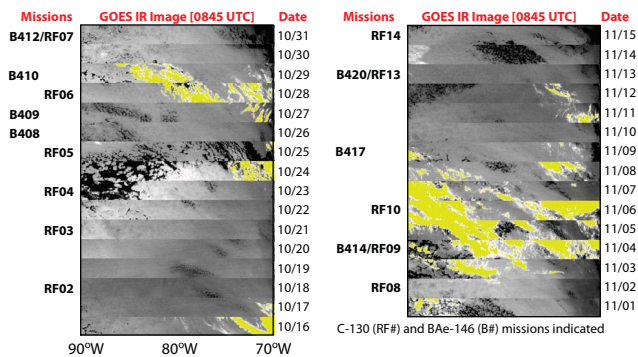 Missions GOES IR Image [0845 UTC] Date
B412/RF07 10/31
10/30
B410 10/29
RF06 10/28
B409 10/27
B408 10/26
RF05 10/25
10/24
RF04 10/23
10/22
RF03 10/21
10/20
10/19
RF02 10/18
10/17
10/16
90°W 80°W 70°W
Missions GOES IR Image [0845 UTC] Date
RF14 11/15
11/14
B420/RF13 11/13
11/12
11/11
11/10
B417 11/09
11/08
11/07
RF10 11/06
11/05
B414/RF09 11/04
11/03
RF08 11/02
11/01
C-130 (RF#) and BAe-146 (B#) missions indicated